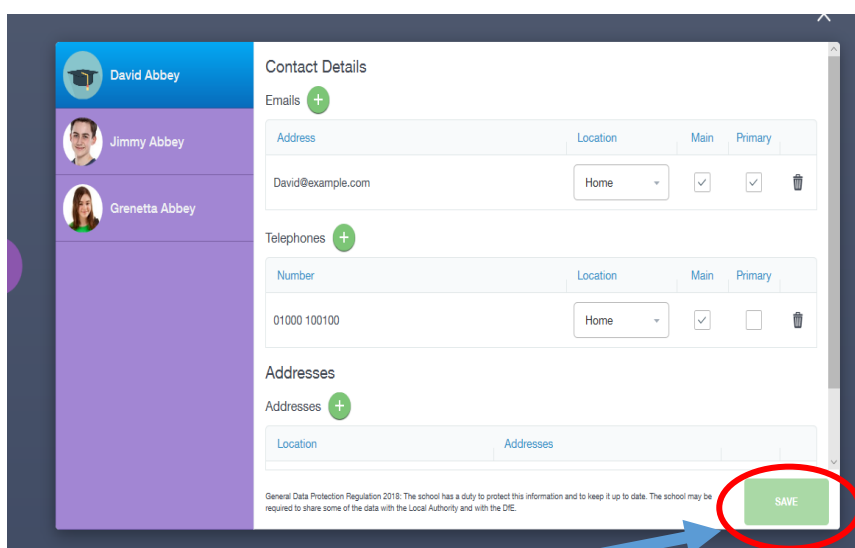 David Abbey
Jimmy Abbey
Grenetta Abbey
Contact Details
Emails
Address Location Main Primary
David@example.com Home
Telephones
Number Location Main Primary
01000 100100 Home
Addresses
Addresses
Location Addresses
General Data Protection Regulation 2018: The school has a duty to protect this information and to keep it up to date. The school may be
required to share some of the data with the Local Authority and with the DfE.
SAVE